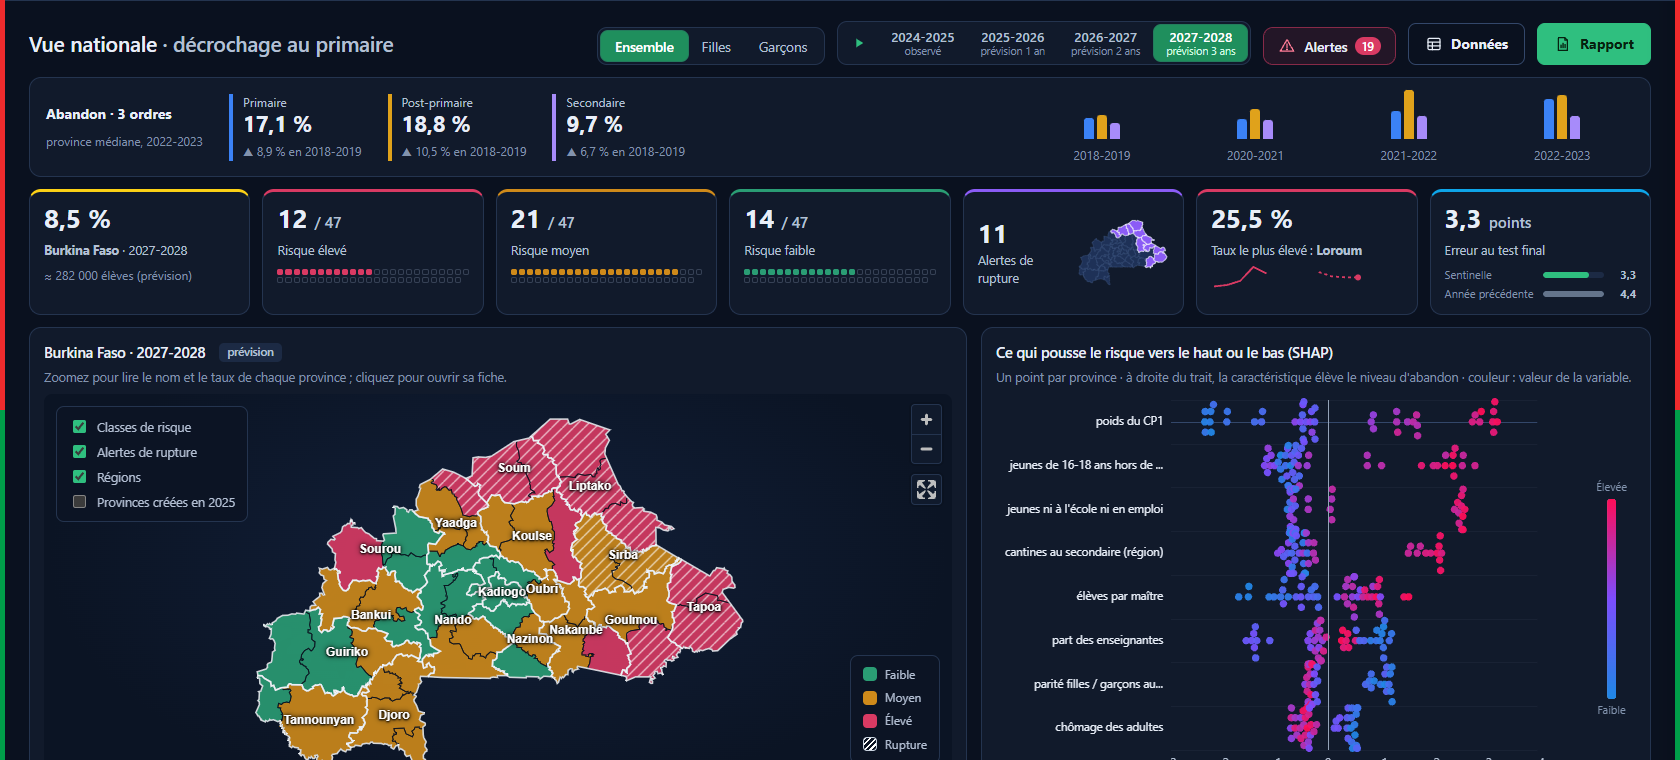 Vue nationale · décrochage au primaire
Ensemble Filles Garçons
2024-2025 2025-2026 2026-2027 2027-2028
observé prévision 1 an prévision 2 ans prévision 3 ans
Alertes 19
Données
Rapport
Abandon · 3 ordres
province médiane, 2022-2023
Primaire
17,1 %
▲ 8,9 % en 2018-2019
Post-primaire
18,8 %
▲ 10,5 % en 2018-2019
Secondaire
9,7 %
▲ 6,7 % en 2018-2019
2018-2019 2020-2021 2021-2022 2022-2023
8,5 %
Burkina Faso · 2027-2028
≈ 282 000 élèves (prévision)
12 / 47
Risque élevé
21 / 47
Risque moyen
14 / 47
Risque faible
11
Alertes de
rupture
25,5 %
Taux le plus élevé : Loroum
3,3 points
Erreur au test final
Sentinelle 3,3
Année précédente 4,4
Burkina Faso · 2027-2028 prévision
Zoomez pour lire le nom et le taux de chaque province ; cliquez pour ouvrir sa fiche.
Classes de risque
Alertes de rupture
Régions
Provinces créées en 2025
+
−
Soum
Liptako
Yaadga
Koulse
Sourou
Sirba
Kadiogo
Oubri
Tapoa
Bankui
Nando
Goulmou
Nakambé
Nazinon
Guiriko
Tannounyan
Djoro
Faible
Moyen
Élevé
Rupture
Ce qui pousse le risque vers le haut ou le bas (SHAP)
Un point par province · à droite du trait, la caractéristique élève le niveau d'abandon · couleur : valeur de la variable.
poids du CP1
jeunes de 16-18 ans hors de ...
jeunes ni à l'école ni en emploi
cantines au secondaire (région)
élèves par maître
part des enseignantes
parité filles / garçons au...
chômage des adultes
Élevée
Faible